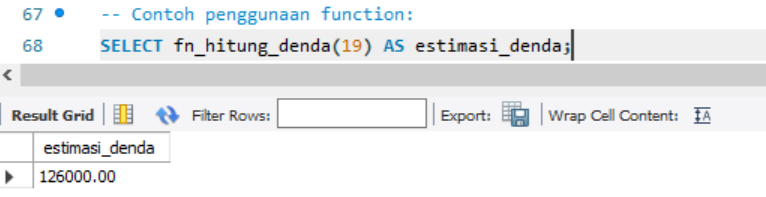 67 -- Contoh penggunaan function:
68 SELECT fn_hitung_denda(19) AS estimasi_denda;
Result Grid Filter Rows: Export: Wrap Cell Content:
estimasi_denda
126000.00